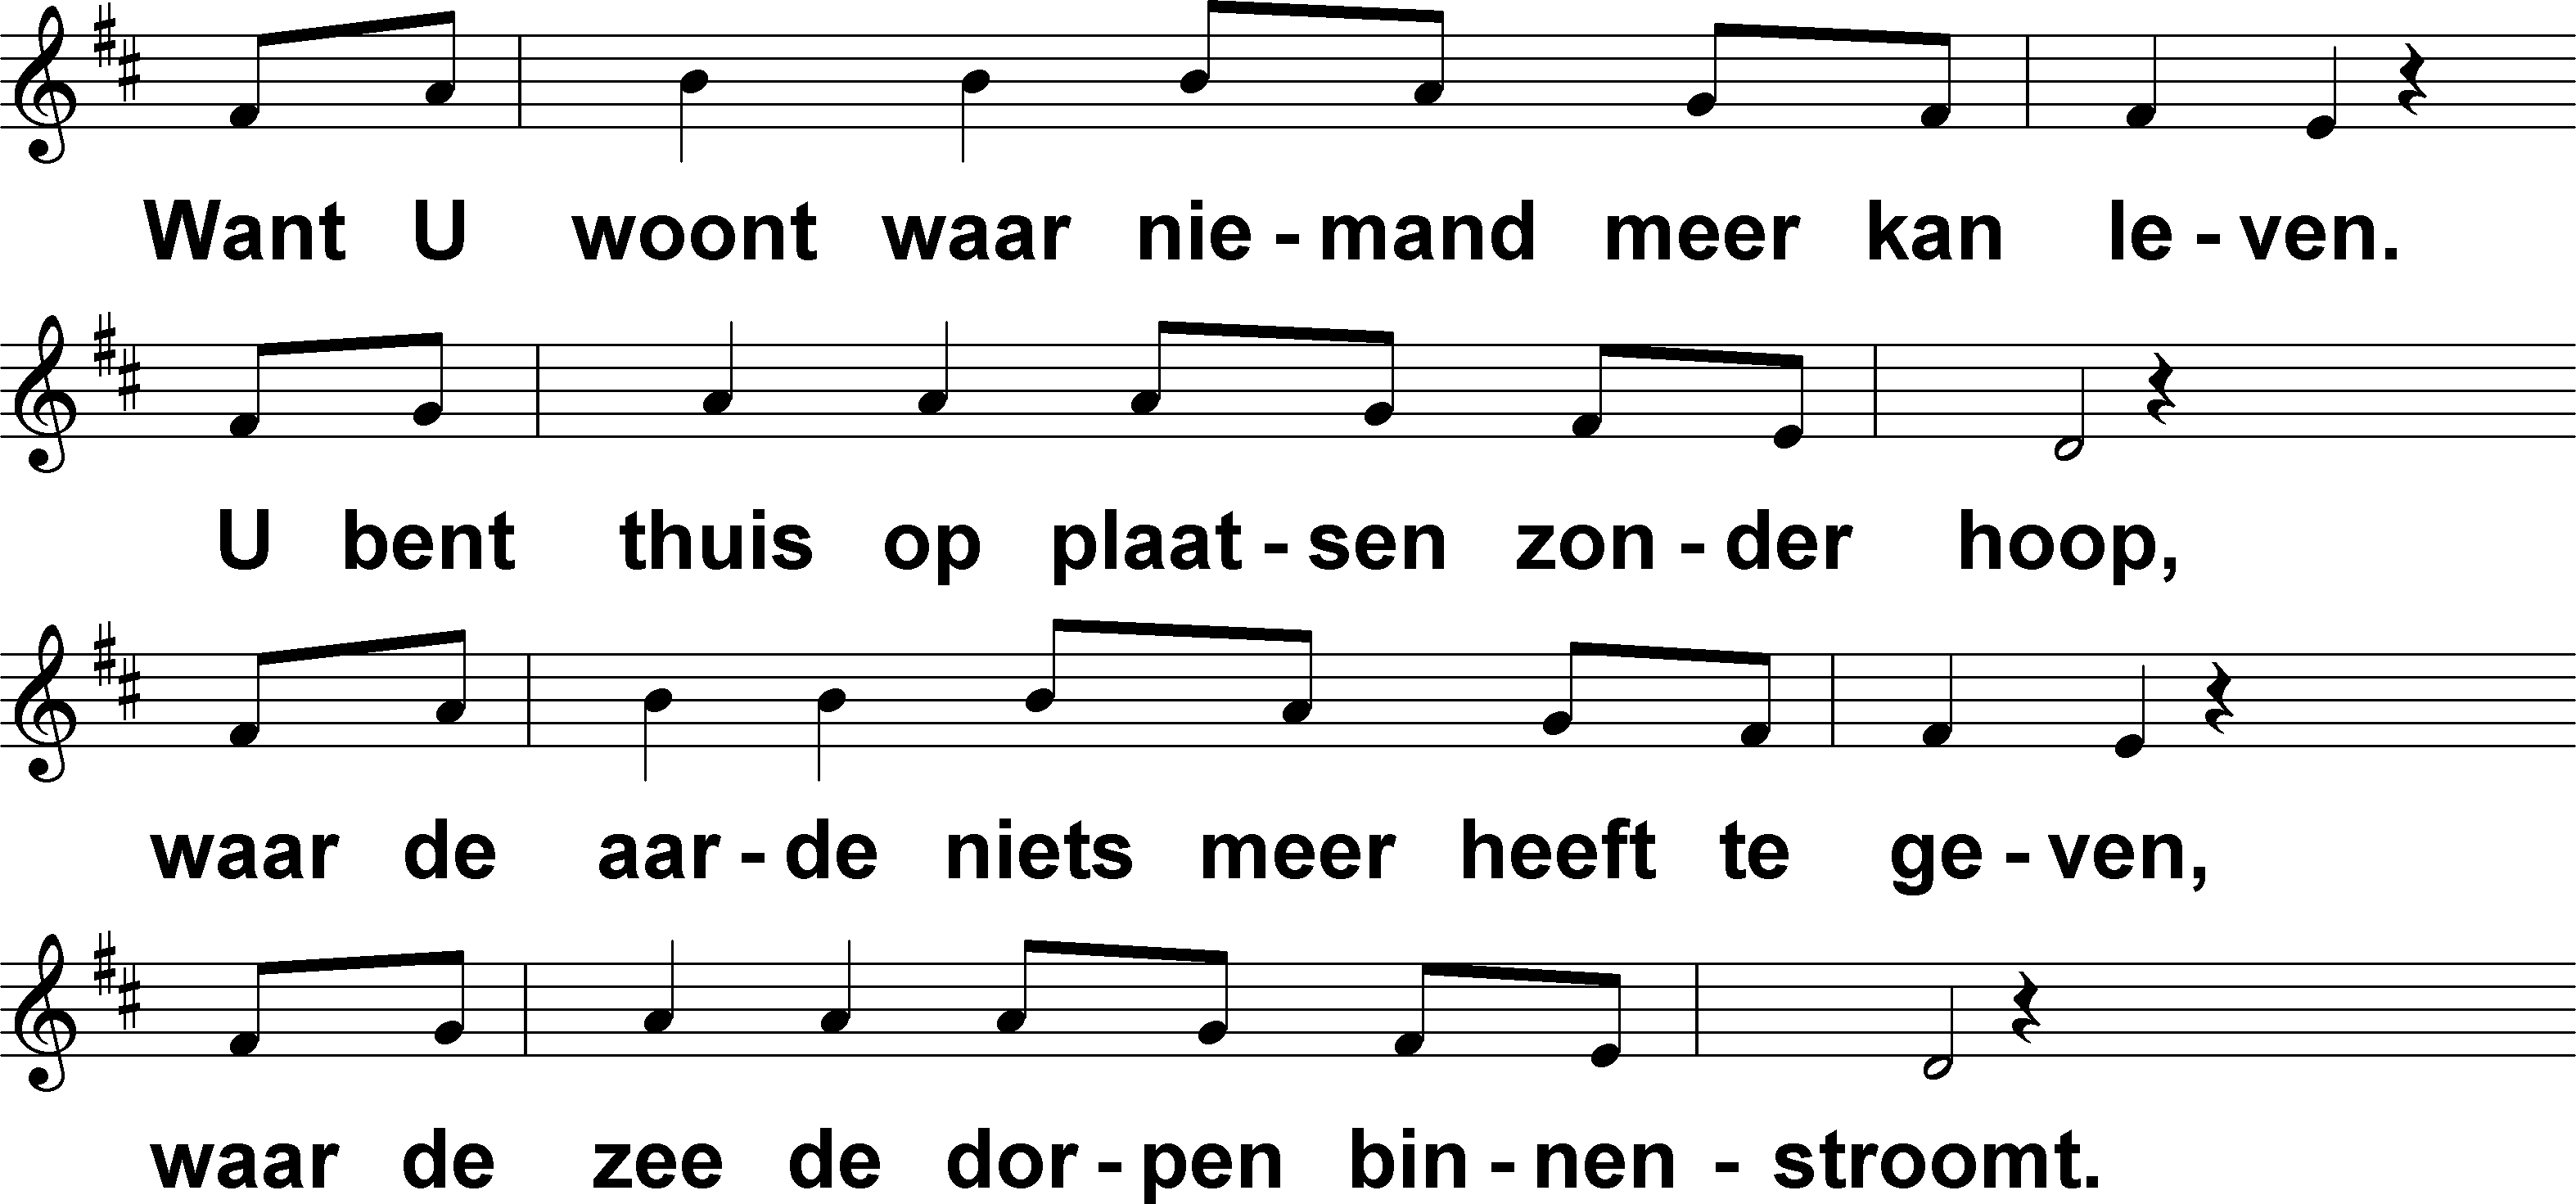 Want U woont waar nie - mand meer kan le - ven.
U bent thuis op plaat - sen zon - der hoop,
waar de aar - de niets meer heeft te ge - ven,
waar de zee de dor - pen bin - nen - stroomt.